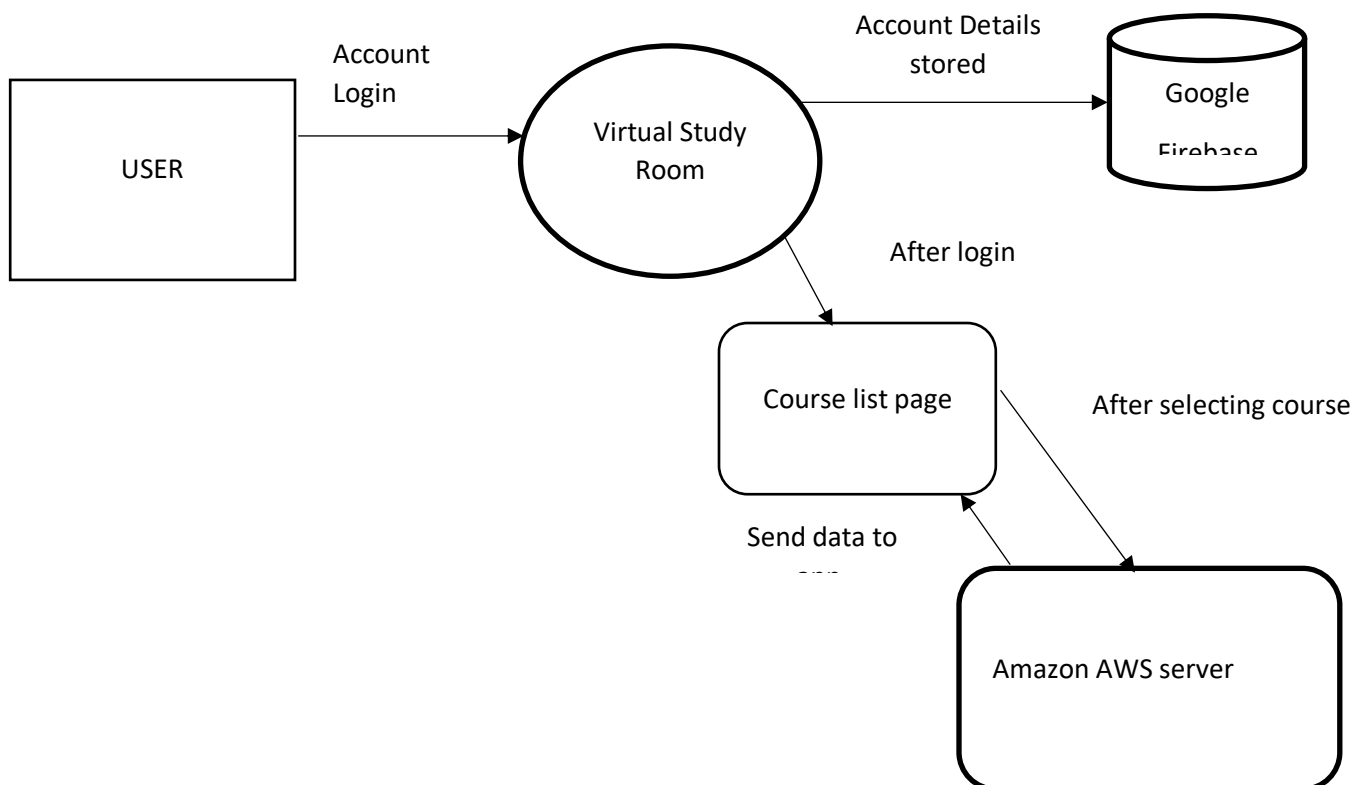 Account
Login
USER
Virtual Study
Room
Account Details
stored
Google
Firebase
After login
Course list page
After selecting course
Send data to
Amazon AWS server